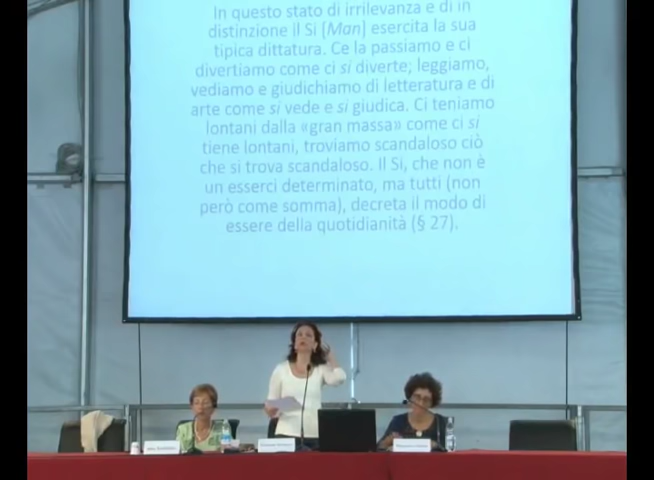 In questo stato di irrilevanza e di in
distinzione il Si [Man] esercita la sua
tipica dittatura. Ce la passiamo e ci
divertiamo come ci si diverte; leggiamo,
vediamo e giudichiamo di letteratura e di
arte come si vede e si giudica. Ci teniamo
lontani dalla «gran massa» come ci si
tiene lontani, troviamo scandaloso ciò
che si trova scandaloso. Il Si, che non è
un esserci determinato, ma tutti (non
però come somma), decreta il modo di
essere della quotidianità (§ 27).